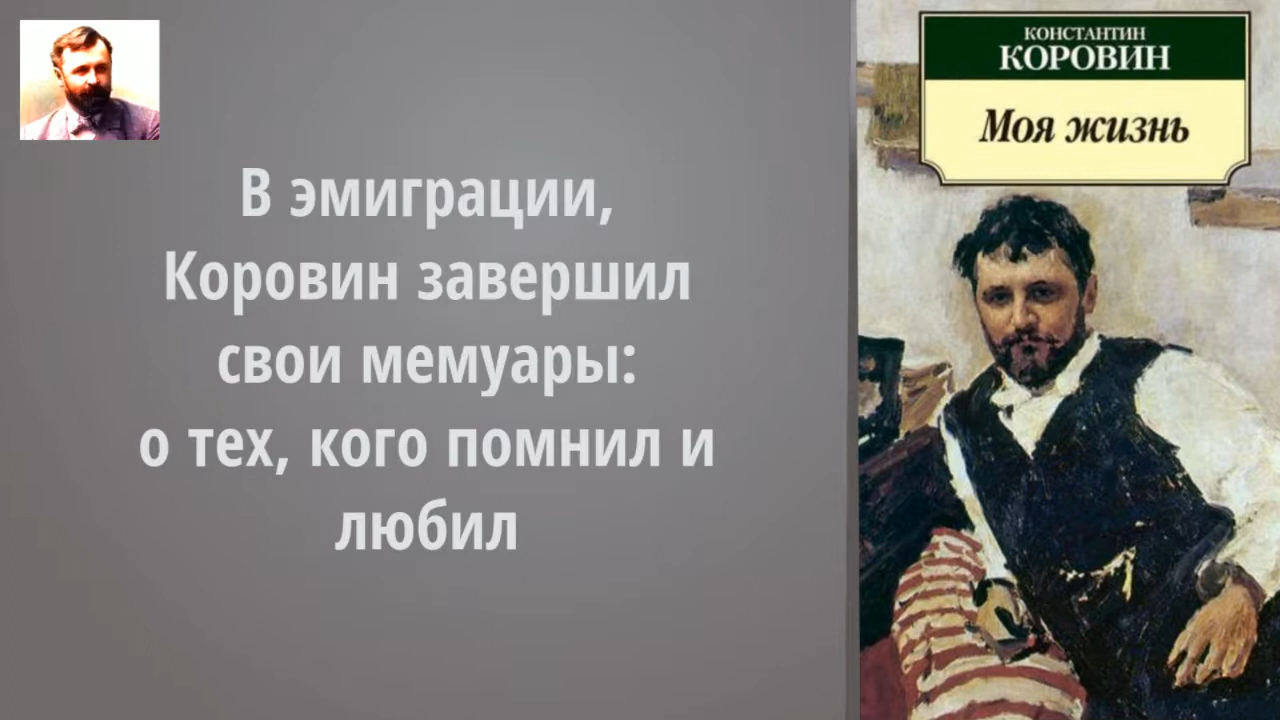 В эмиграции,
Коровин завершил
свои мемуары:
о тех, кого помнил и
любил
КОНСТАНТИН
КОРОВИН
Моя жизнь